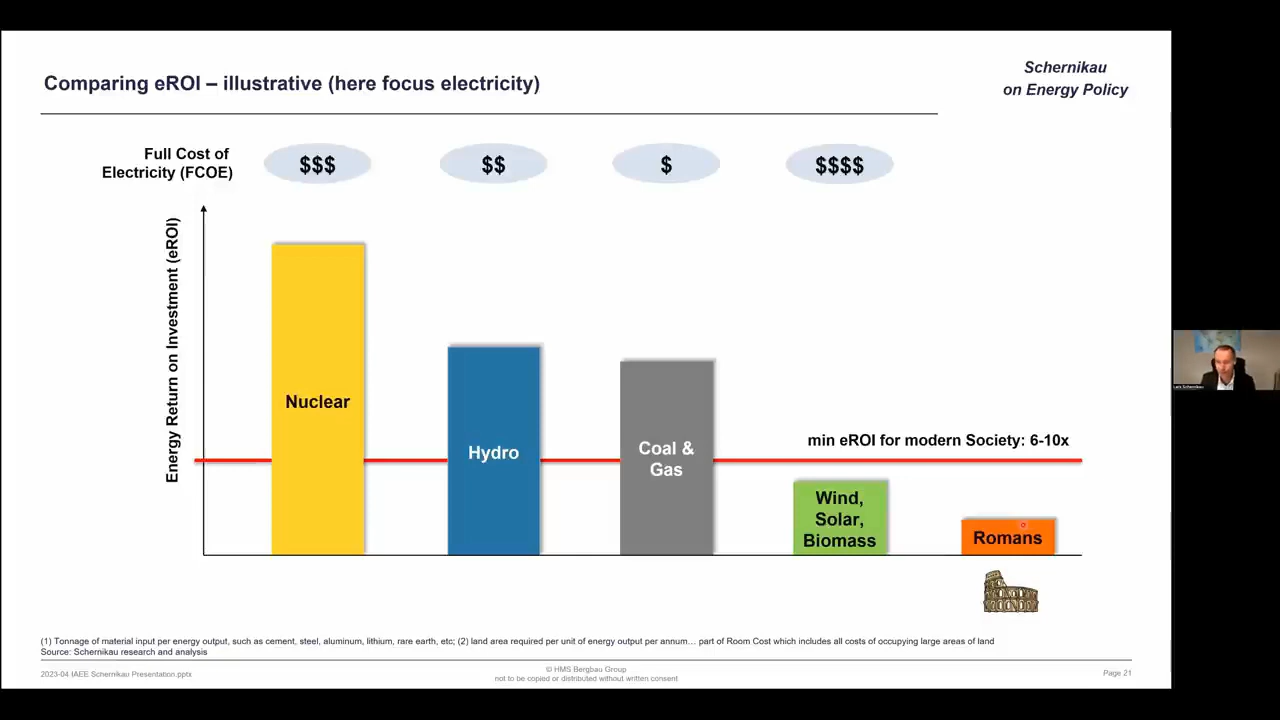 Comparing eROI – illustrative (here focus electricity)
Schernikau
on Energy Policy
Full Cost of
Electricity (FCOE)
$$$
$$
$
$$$$
Energy Return on Investment (eROI)
Nuclear
Hydro
Coal &
Gas
min eROI for modern Society: 6-10x
Wind,
Solar,
Biomass
Romans
(1) Tonnage of material input per energy output, such as cement, steel, aluminum, lithium, rare earth, etc; (2) land area required per unit of energy output per annum… part of Room Cost which includes all costs of occupying large areas of land
Source: Schernikau research and analysis
2023-04 IAEE Schernikau Presentation.pptx
© HMS Bergbau Group
not to be copied or distributed without written consent
Page 21
Lars Schernikau